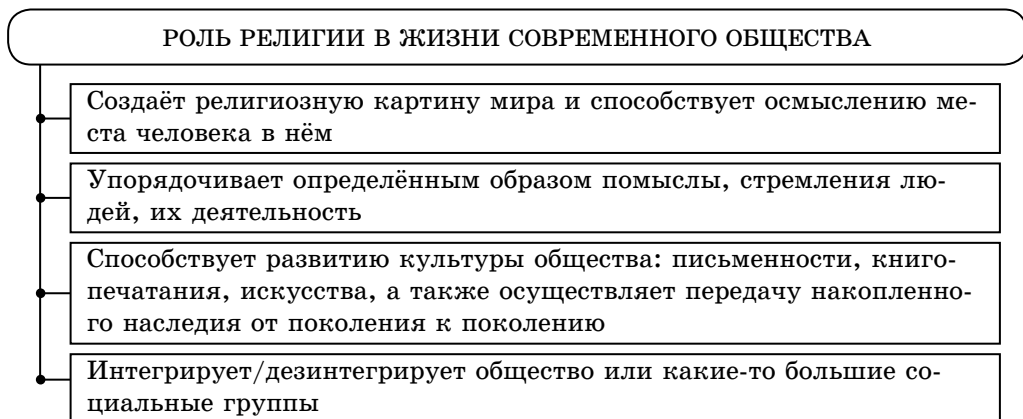 РОЛЬ РЕЛИГИИ В ЖИЗНИ СОВРЕМЕННОГО ОБЩЕСТВА
Создаёт религиозную картину мира и способствует осмыслению ме-
ста человека в нём
Упорядочивает определённым образом помыслы, стремления лю-
дей, их деятельность
Способствует развитию культуры общества: письменности, книго-
печатания, искусства, а также осуществляет передачу накопленно-
го наследия от поколения к поколению
Интегрирует/дезинтегрирует общество или какие-то большие со-
циальные группы